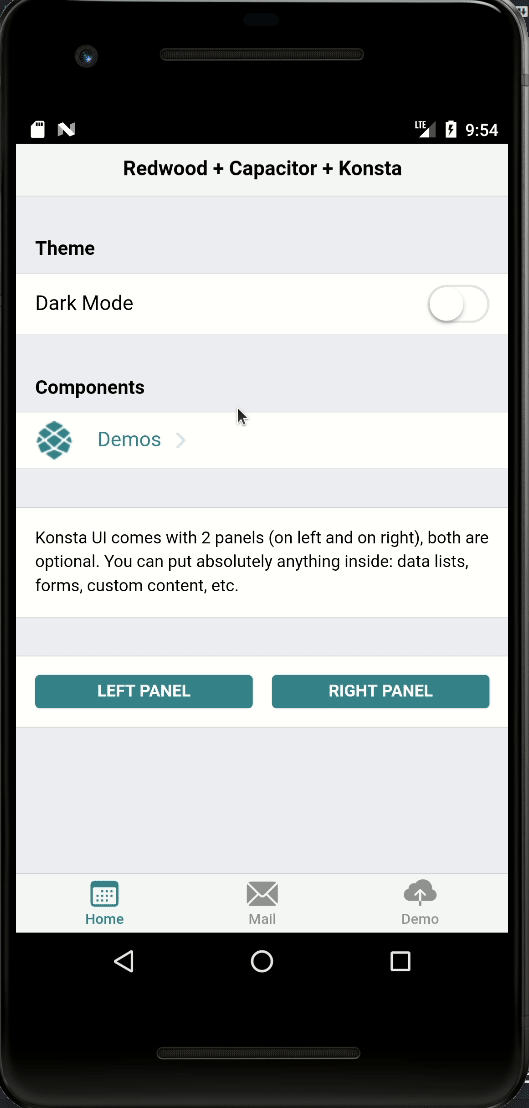 LTE 9:54
Redwood + Capacitor + Konsta
Theme
Dark Mode
Components
Demos
Konsta UI comes with 2 panels (on left and on right), both are
optional. You can put absolutely anything inside: data lists,
forms, custom content, etc.
LEFT PANEL RIGHT PANEL
Home Mail Demo